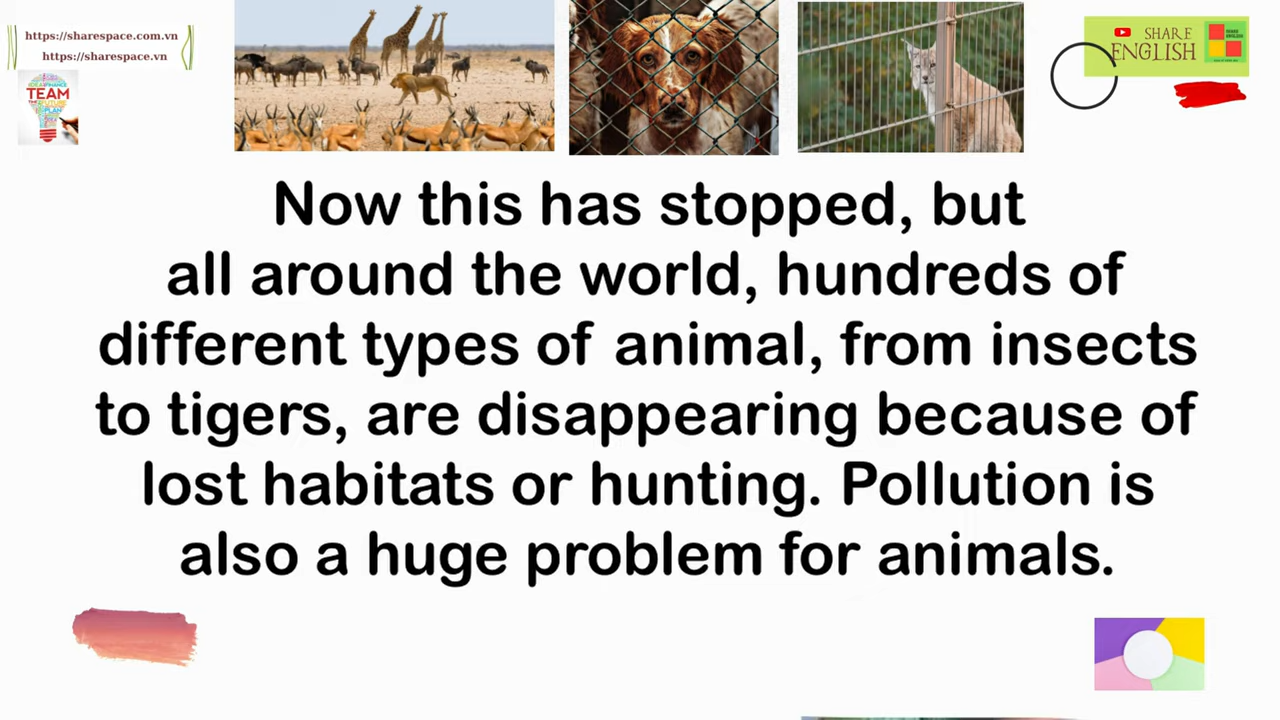 https://sharespace.com.vn
https://sharespace.vn
TEAM
PLAN
SHARE
ENGLISH
Now this has stopped, but
all around the world, hundreds of
different types of animal, from insects
to tigers, are disappearing because of
lost habitats or hunting. Pollution is
also a huge problem for animals.